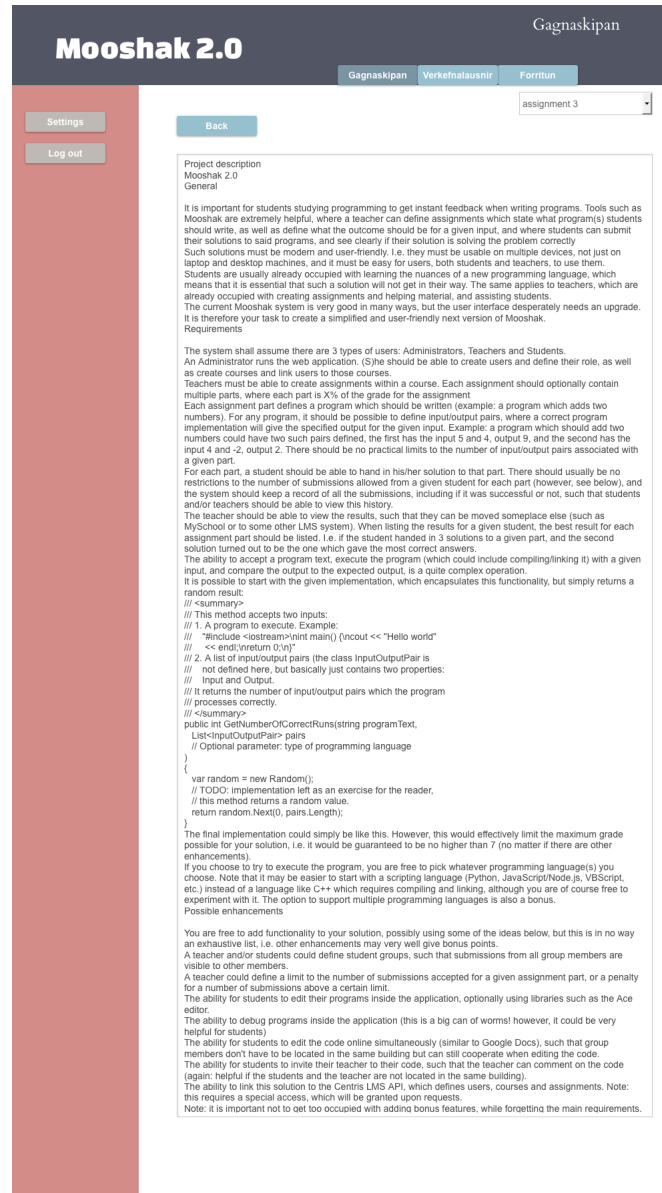 Gagnaskipan
Mooshak 2.0
Gagnaskipan
Verkefnalausnir
Forritun
assignment 3
Settings
Back
Log out
Project description
Mooshak 2.0
General
It is important for students studying programming to get instant feedback when writing programs. Tools such as
Mooshak are extremely helpful, where a teacher can define assignments which state what program(s) students
should write, as well as define what the outcome should be for a given input, and where students can submit
their solutions to said programs, and see clearly if their solution is solving the problem correctly
Such solutions must be modern and user-friendly. I.e. they must be usable on multiple devices, not just on
laptop and desktop machines, and it must be easy for users, both students and teachers, to use them.
Students are usually already occupied with learning the nuances of a new programming language, which
means that it is essential that such a solution will not get in their way. The same applies to teachers, which are
already occupied with creating assignments and helping material, and assisting students.
The current Mooshak system is very good in many ways, but the user interface desperately needs an upgrade.
It is therefore your task to create a simplified and user-friendly next version of Mooshak.
Requirements
The system shall assume there are 3 types of users: Administrators, Teachers and Students.
An Administrator runs the web application. (S)he should be able to create users and define their role, as well
as create courses and link users to those courses.
Teachers must be able to create assignments within a course. Each assignment should optionally contain
multiple parts, where each part is X% of the grade for the assignment
Each assignment part defines a program which should be written (example: a program which adds two
numbers). For any program, it should be possible to define input/output pairs, where a correct program
implementation will give the specified output for the given input. Example: a program which should add two
numbers could have two such pairs defined, the first has the input 5 and 4, output 9, and the second has the
input 4 and -2, output 2. There should be no practical limits to the number of input/output pairs associated with
a given part.
For each part, a student should be able to hand in his/her solution to that part. There should usually be no
restrictions to the number of submissions allowed from a given student for each part (however, see below), and
the system should keep a record of all the submissions, including if it was successful or not, such that students
and/or teachers should be able to view this history.
The teacher should be able to view the results, such that they can be moved someplace else (such as
MySchool or to some other LMS system). When listing the results for a given student, the best result for each
assignment part should be listed. I.e. if the student handed in 3 solutions to a given part, and the second
solution turned out to be the one which gave the most correct answers.
The ability to accept a program text, execute the program (which could include compiling/linking it) with a given
input, and compare the output to the expected output, is a quite complex operation.
It is possible to start with the given implementation, which encapsulates this functionality, but simply returns a
random result:
/// <summary>
/// This method accepts two inputs:
/// 1. A program to execute. Example:
/// "#include <iostream>\nint main() {\ncout << "Hello world"
/// << endl;\nreturn 0;\n}"
/// 2. A list of input/output pairs (the class InputOutputPair is
/// not defined here, but basically just contains two properties:
/// Input and Output.
/// It returns the number of input/output pairs which the program
/// processes correctly.
/// </summary>
public int GetNumberOfCorrectRuns(string programText,
List<InputOutputPair> pairs
// Optional parameter: type of programming language
)
{
var random = new Random();
// TODO: implementation left as an exercise for the reader,
// this method returns a random value.
return random.Next(0, pairs.Length);
}
The final implementation could simply be like this. However, this would effectively limit the maximum grade
possible for your solution, i.e. it would be guaranteed to be no higher than 7 (no matter if there are other
enhancements).
If you choose to try to execute the program, you are free to pick whatever programming language(s) you
choose. Note that it may be easier to start with a scripting language (Python, JavaScript/Node.js, VBScript,
etc.) instead of a language like C++ which requires compiling and linking, although you are of course free to
experiment with it. The option to support multiple programming languages is also a bonus.
Possible enhancements
You are free to add functionality to your solution, possibly using some of the ideas below, but this is in no way
an exhaustive list, i.e. other enhancements may very well give bonus points.
A teacher and/or students could define student groups, such that submissions from all group members are
visible to other members.
A teacher could define a limit to the number of submissions accepted for a given assignment part, or a penalty
for a number of submissions above a certain limit.
The ability for students to edit their programs inside the application, optionally using libraries such as the Ace
editor.
The ability to debug programs inside the application (this is a big can of worms! however, it could be very
helpful for students)
The ability for students to edit the code online simultaneously (similar to Google Docs), such that group
members don't have to be located in the same building but can still cooperate when editing the code.
The ability for students to invite their teacher to their code, such that the teacher can comment on the code
(again: helpful if the students and the teacher are not located in the same building).
The ability to link this solution to the Centris LMS API, which defines users, courses and assignments. Note:
this requires a special access, which will be granted upon requests.
Note: it is important not to get too occupied with adding bonus features, while forgetting the main requirements.